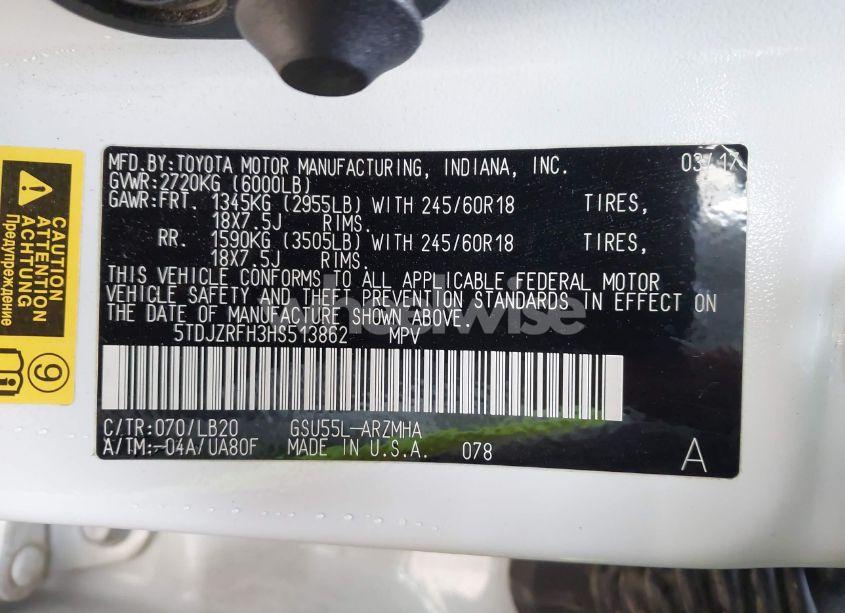 MFD.BY:TOYOTA MOTOR MANUFACTURING, INDIANA, INC. 03/17
GVWR:2720KG (6000LB)
GAWR:FRT. 1345KG (2955LB) WITH 245/60R18 TIRES,
18X7.5J RIMS.
RR. 1590KG (3505LB) WITH 245/60R18 TIRES,
18X7.5J RIMS.
THIS VEHICLE CONFORMS TO ALL APPLICABLE FEDERAL MOTOR
VEHICLE SAFETY AND THEFT PREVENTION STANDARDS IN EFFECT ON
THE DATE OF MANUFACTURE SHOWN ABOVE.
5TDJZRFH3HS513862 MPV
C/TR:070/LB20 GSU55L-ARZMHA
A/TM:-04A/UA80F MADE IN U.S.A. 078 A
CAUTION
ATTENTION
ACHTUNG
Предупреждение
9
wheelwise